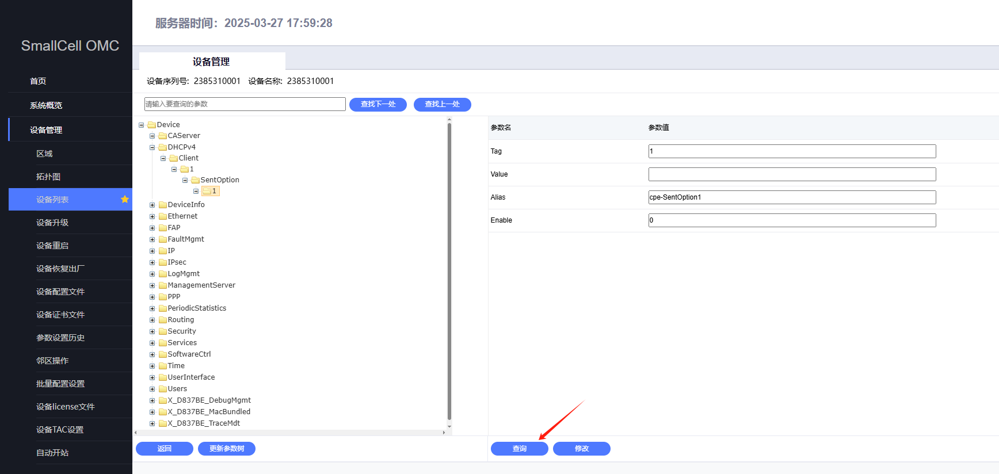 服务器时间：2025-03-27 17:59:28
SmallCell OMC
首页
系统概览
设备管理
区域
拓扑图
设备列表
设备升级
设备重启
设备恢复出厂
设备配置文件
设备证书文件
参数设置历史
邻区操作
批量配置设置
设备license文件
设备TAC设置
自动开站
设备管理
设备序列号: 2385310001 设备名称: 2385310001
请输入要查询的参数 查找下一处 查找上一处
Device
CAServer
DHCPv4
Client
1
SentOption
1
DeviceInfo
Ethernet
FAP
FaultMgmt
IP
IPsec
LogMgmt
ManagementServer
PPP
PeriodicStatistics
Routing
Security
Services
SoftwareCtrl
Time
UserInterface
Users
X_D837BE_DebugMgmt
X_D837BE_MacBundled
X_D837BE_TraceMdt
返回 更新参数树
参数名 参数值
Tag 1
Value
Alias cpe-SentOption1
Enable 0
查询 修改